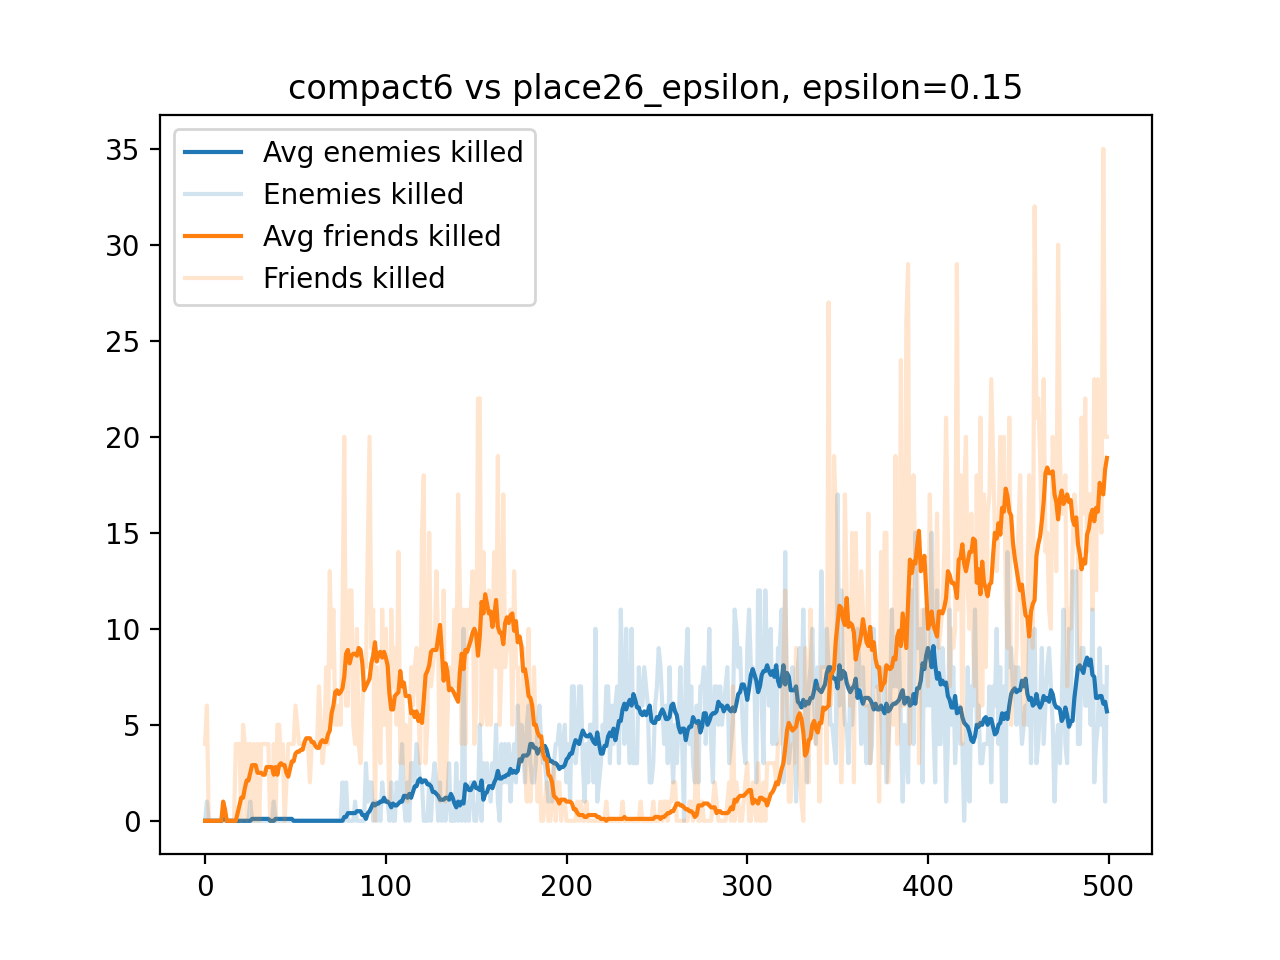 compact6 vs place26_epsilon, epsilon=0.15
Avg enemies killed
Enemies killed
Avg friends killed
Friends killed
35
30
25
20
15
10
5
0
0 100 200 300 400 500